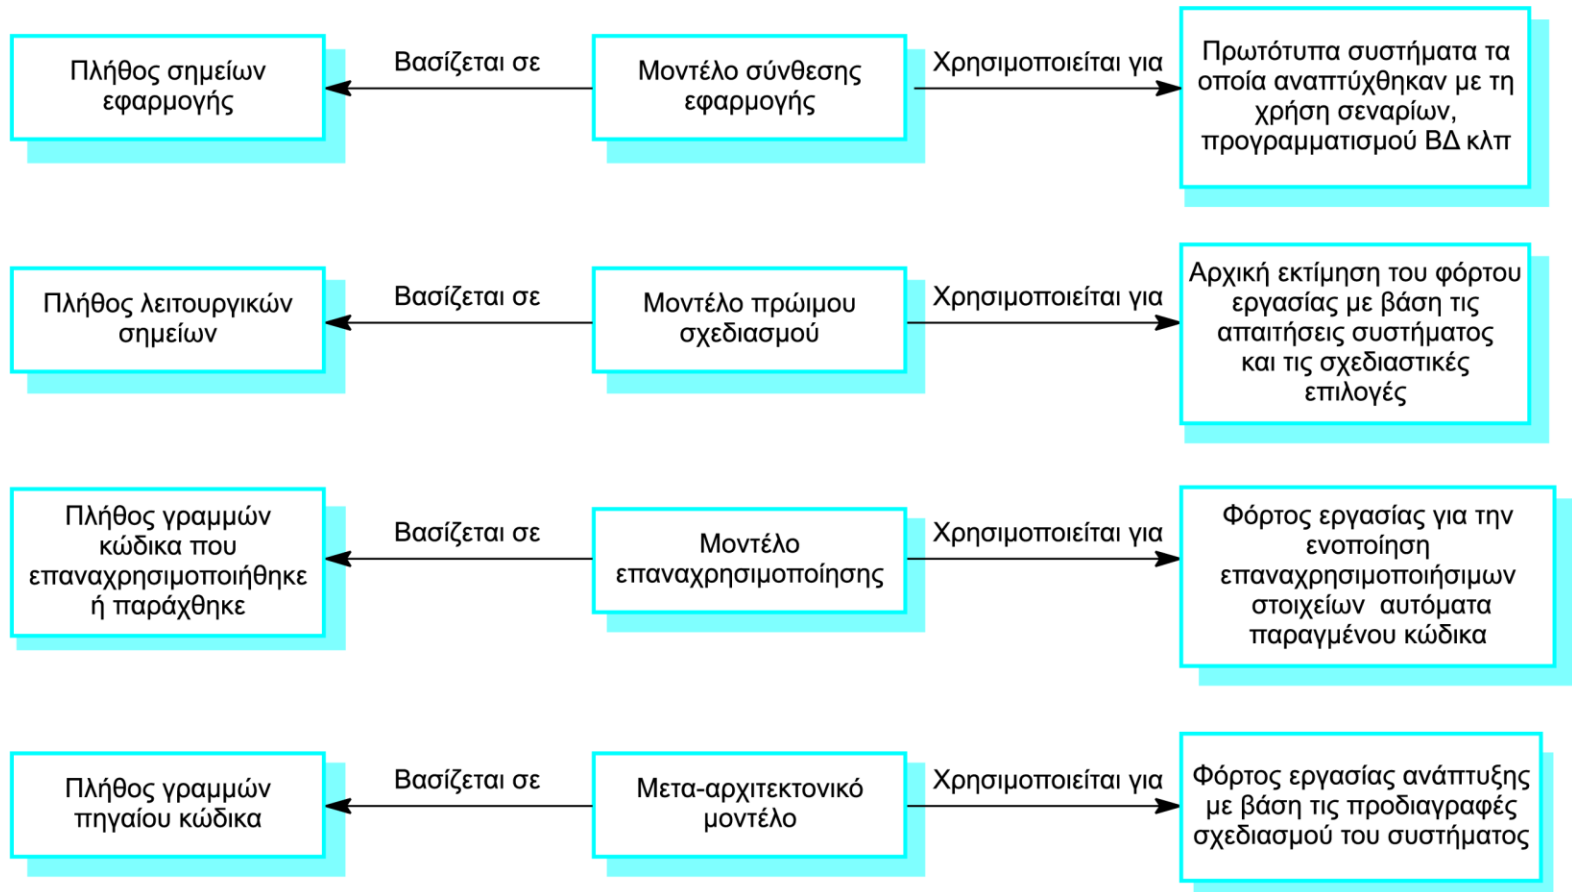 Πλήθος σημείων
εφαρμογής
Βασίζεται σε
Μοντέλο σύνθεσης
εφαρμογής
Χρησιμοποιείται για
Πρωτότυπα συστήματα τα
οποία αναπτύχθηκαν με τη
χρήση σεναρίων,
προγραμματισμού ΒΔ κλπ
Πλήθος λειτουργικών
σημείων
Βασίζεται σε
Μοντέλο πρώιμου
σχεδιασμού
Χρησιμοποιείται για
Αρχική εκτίμηση του φόρτου
εργασίας με βάση τις
απαιτήσεις συστήματος
και τις σχεδιαστικές
επιλογές
Πλήθος γραμμών
κώδικα που
επαναχρησιμοποιήθηκε
ή παράχθηκε
Βασίζεται σε
Μοντέλο
επαναχρησιμοποίησης
Χρησιμοποιείται για
Φόρτος εργασίας για την
ενοποίηση
επαναχρησιμοποιήσιμων
στοιχείων αυτόματα
παραγμένου κώδικα
Πλήθος γραμμών
πηγαίου κώδικα
Βασίζεται σε
Μετα-αρχιτεκτονικό
μοντέλο
Χρησιμοποιείται για
Φόρτος εργασίας ανάπτυξης
με βάση τις προδιαγραφές
σχεδιασμού του συστήματος